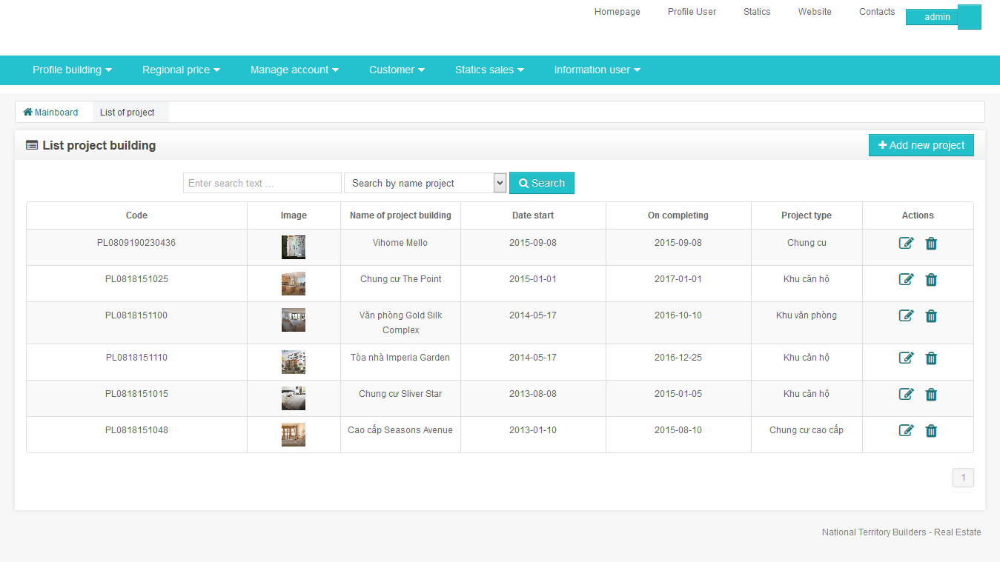 Homepage Profile User Statics Website Contacts admin
Profile building Regional price Manage account Customer Statics sales Information user
Mainboard List of project
List project building Add new project
Enter search text ... Search by name project Search
Code Image Name of project building Date start On completing Project type Actions
PL0809190230436 Vihome Mello 2015-09-08 2015-09-08 Chung cu
PL0818151025 Chung cư The Point 2015-01-01 2017-01-01 Khu căn hộ
PL0818151100 Văn phòng Gold Silk 2014-05-17 2016-10-10 Khu văn phòng
Complex
PL0818151110 Tòa nhà Imperia Garden 2014-05-17 2016-12-25 Khu căn hộ
PL0818151015 Chung cư Sliver Star 2013-08-08 2015-01-05 Khu căn hộ
PL0818151048 Cao cấp Seasons Avenue 2013-01-10 2015-08-10 Chung cư cao cấp
1
National Territory Builders - Real Estate